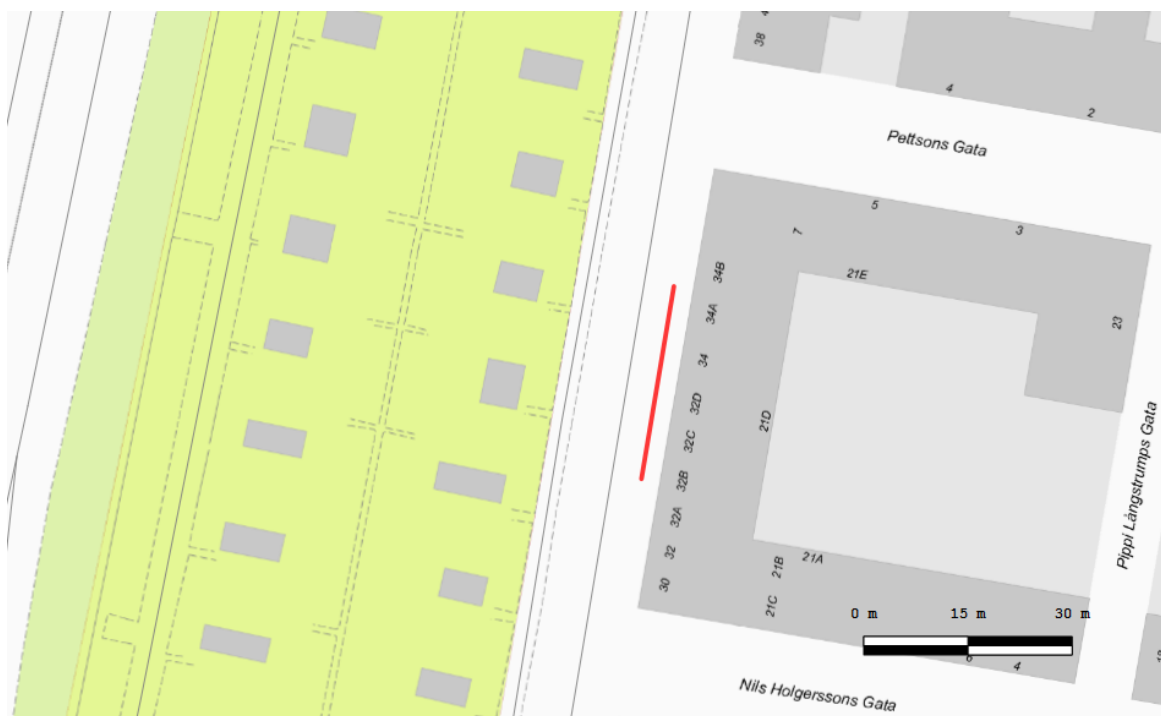 38
4
2
Pettsons Gata
5
3
7
34B
21E
34A
23
34
32D
21D
32C
32B
32A
32
21A
21B
30
21C
Pippi Långstrumps Gata
0 m 15 m 30 m
4
Nils Holgerssons Gata